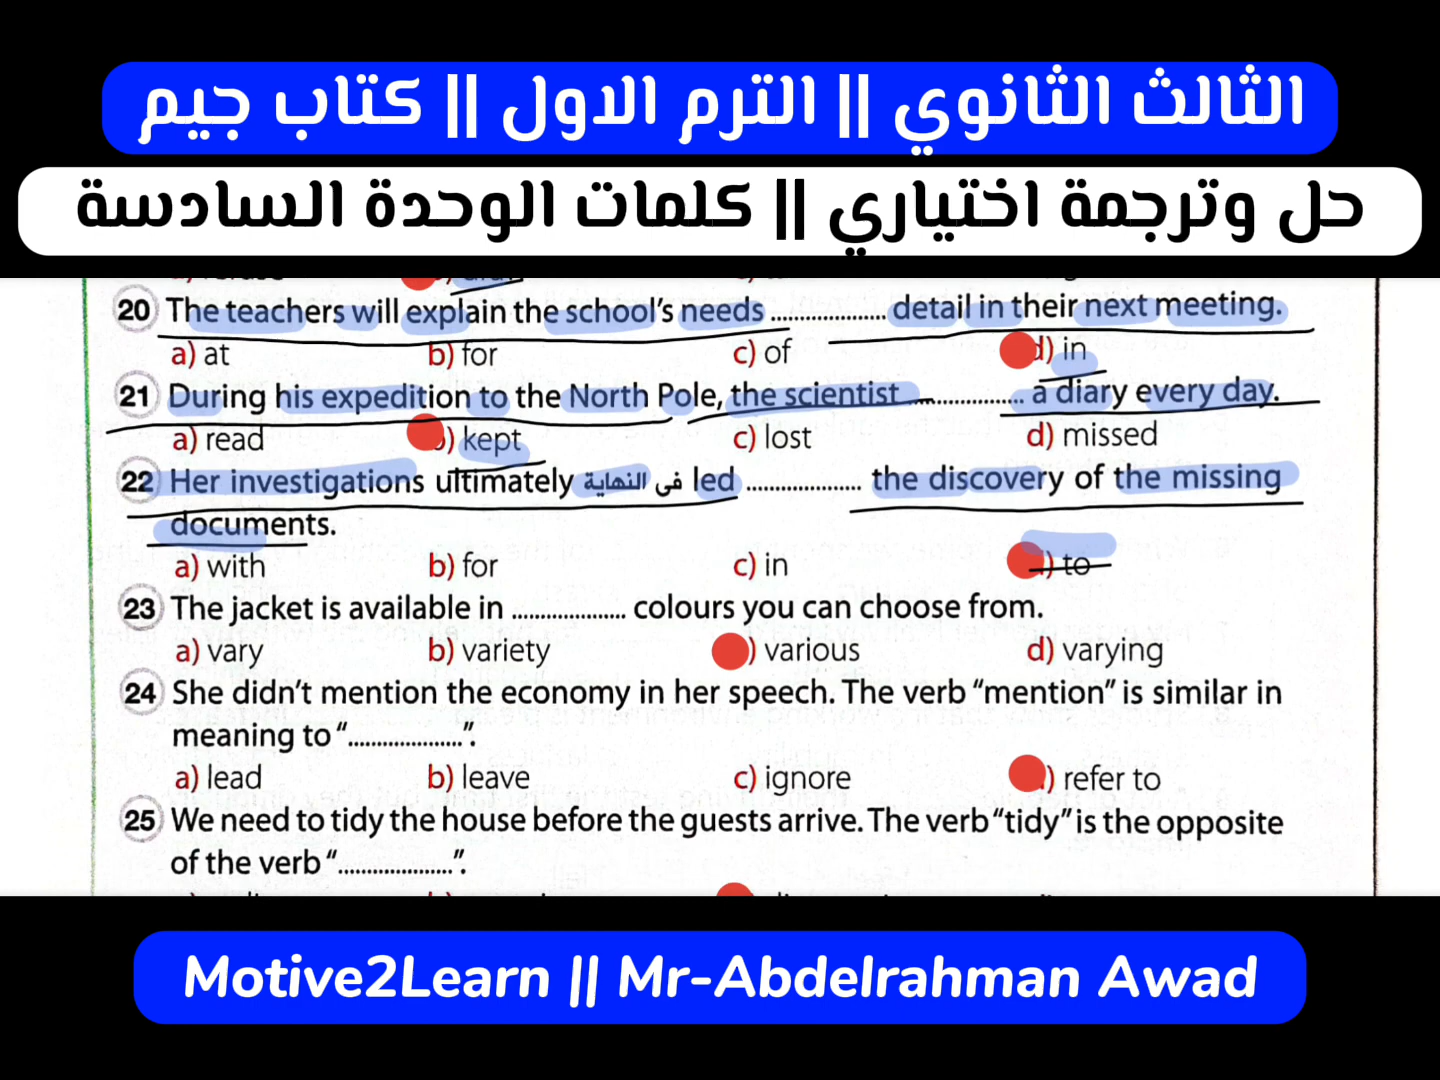 الثالث الثانوي || الترم الاول || كتاب جيم
حل وترجمة اختياري || كلمات الوحدة السادسة
20 The teachers will explain the school's needs .................... detail in their next meeting.
a) at b) for c) of d) in
21 During his expedition to the North Pole, the scientist .................... a diary every day.
a) read b) kept c) lost d) missed
22 Her investigations ultimately فى النهاية led .................... the discovery of the missing
documents.
a) with b) for c) in ) to
23 The jacket is available in .................... colours you can choose from.
a) vary b) variety ) various d) varying
24 She didn't mention the economy in her speech. The verb “mention” is similar in
meaning to “....................”.
a) lead b) leave c) ignore ) refer to
25 We need to tidy the house before the guests arrive. The verb “tidy” is the opposite
of the verb “....................”.
Motive2Learn || Mr-Abdelrahman Awad